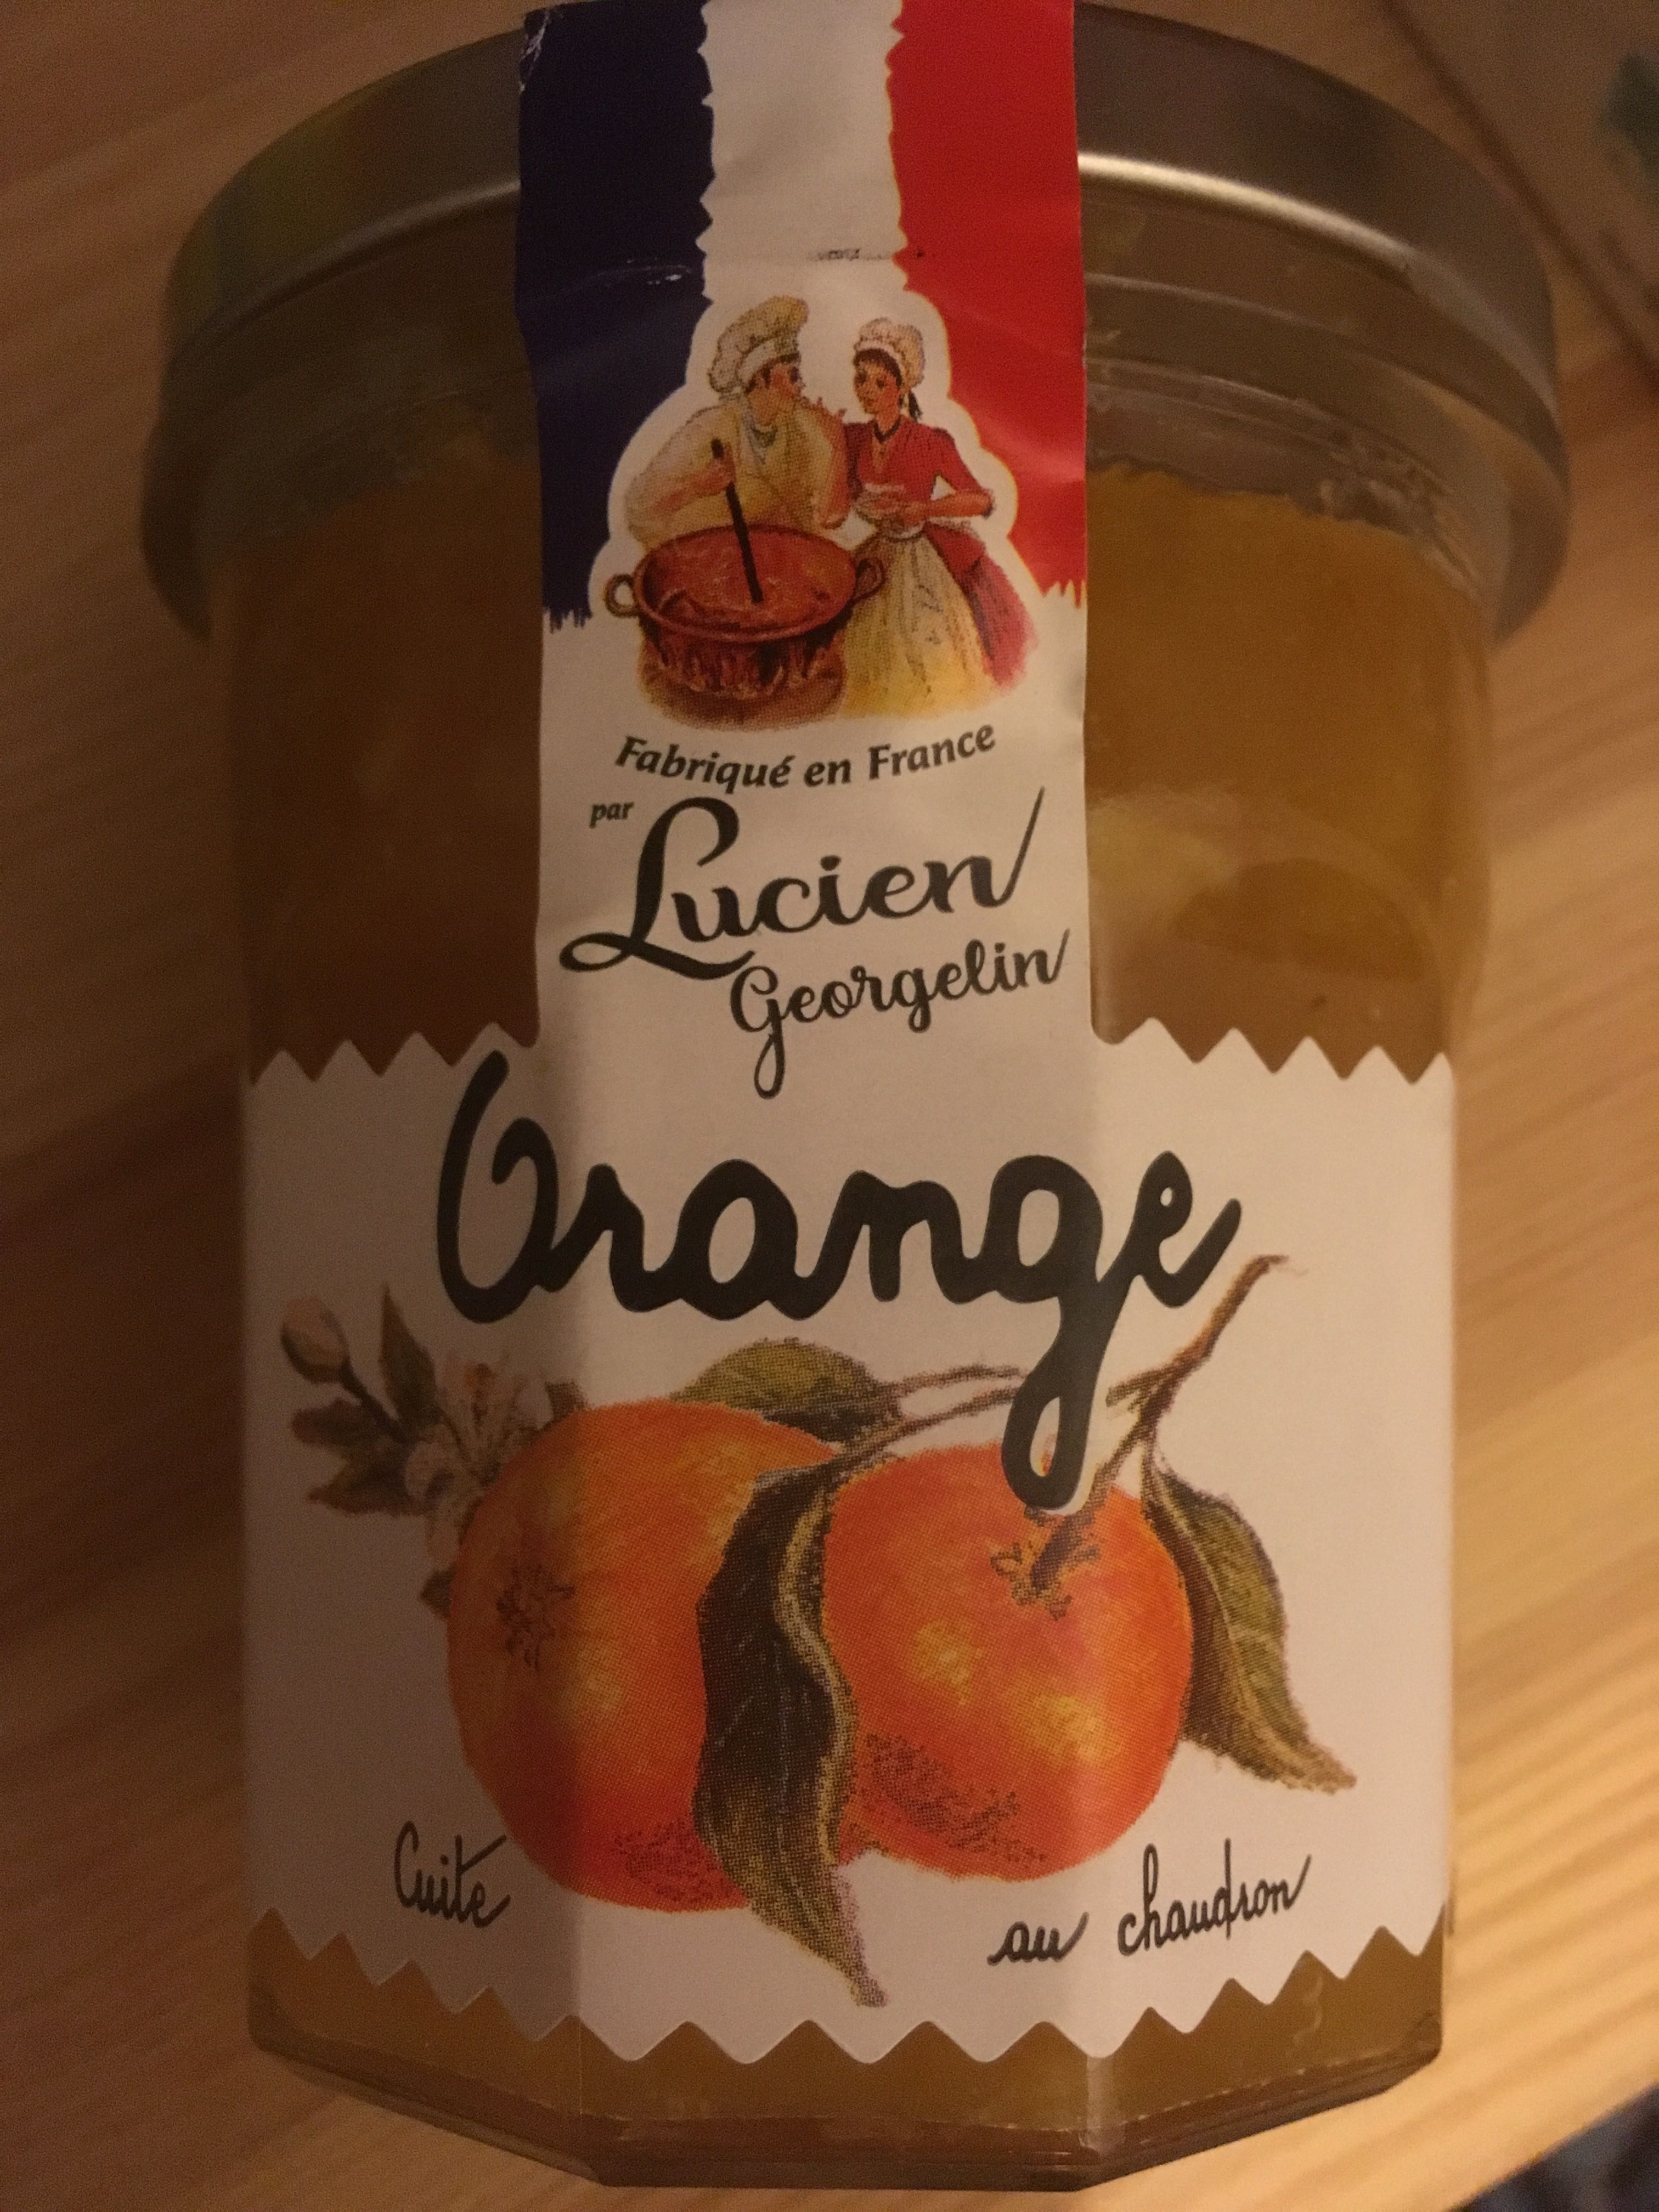 Fabriqué en France
par Lucien
Georgelin
Orange
Cuite au chaudron